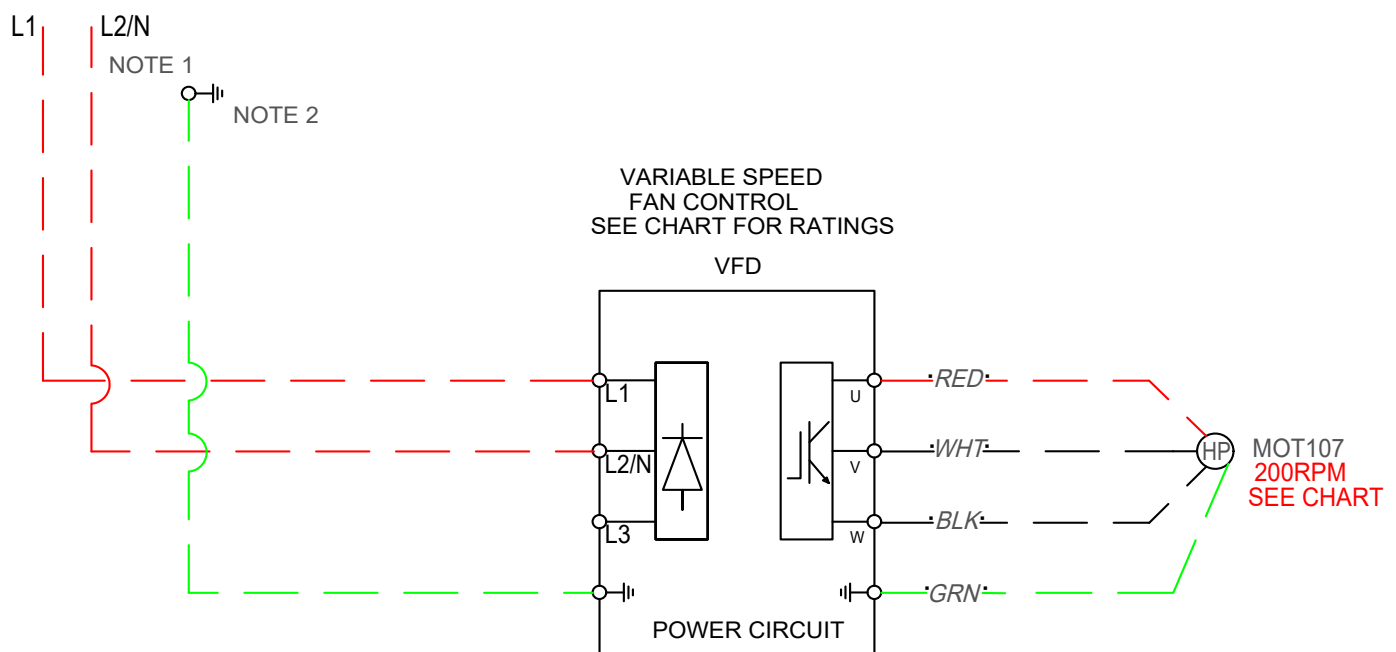 L1
L2/N
NOTE 1
NOTE 2
VARIABLE SPEED
FAN CONTROL
SEE CHART FOR RATINGS
VFD
L1
U
RED
L2/N
V
WHT
HP
MOT107
200RPM
SEE CHART
L3
W
BLK
GRN
POWER CIRCUIT